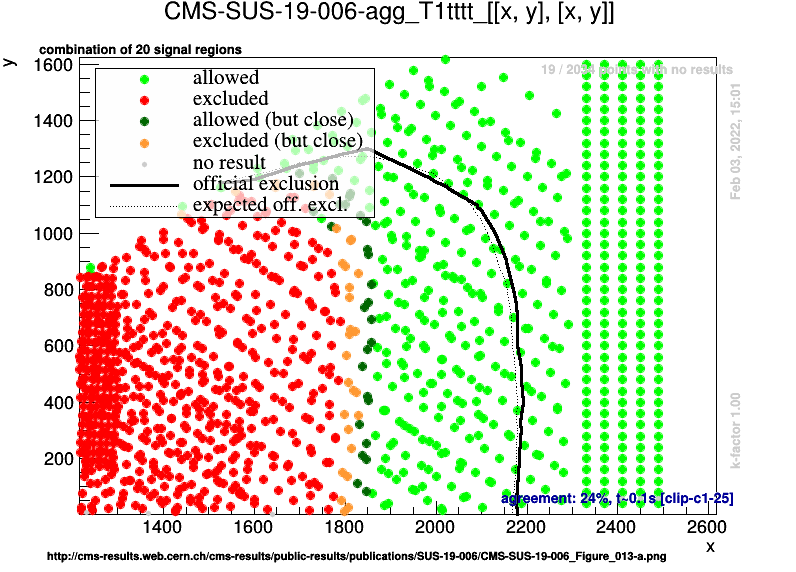 CMS-SUS-19-006-agg_T1tttt_[[x, y], [x, y]]
y
combination of 20 signal regions
19 / 2034 points with no results
allowed
excluded
allowed (but close)
excluded (but close)
no result
official exclusion
expected off. excl.
1600
1400
1200
1000
800
600
400
200
Feb 03, 2022, 15:01
k-factor 1.00
agreement: 24%, t~0.1s [clip-c1-25]
1400 1600 1800 2000 2200 2400 2600
x
http://cms-results.web.cern.ch/cms-results/public-results/publications/SUS-19-006/CMS-SUS-19-006_Figure_013-a.png